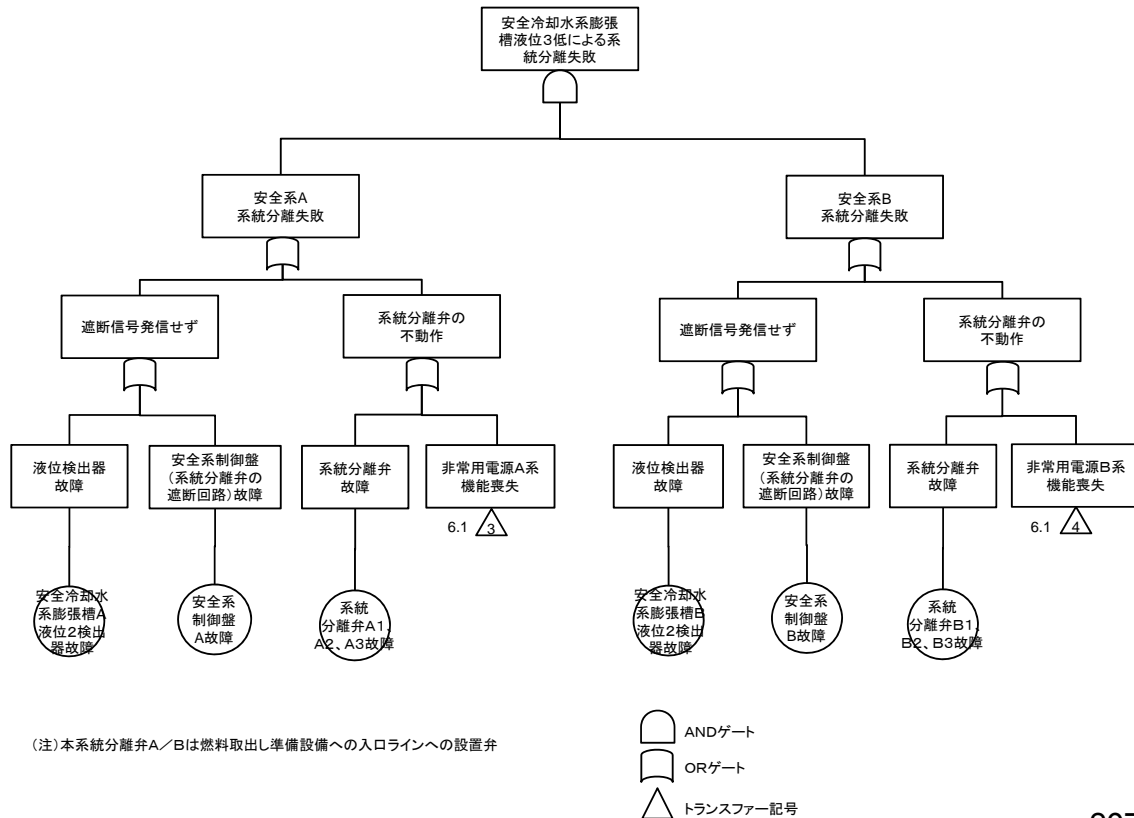 安全冷却水系膨張
槽液位3低による系
統分離失敗
安全系A
系統分離失敗
安全系B
系統分離失敗
遮断信号発信せず
系統分離弁の
不動作
遮断信号発信せず
系統分離弁の
不動作
液位検出器
故障
安全系制御盤
(系統分離弁の
遮断回路)故障
系統分離弁
故障
非常用電源A系
機能喪失
液位検出器
故障
安全系制御盤
(系統分離弁の
遮断回路)故障
系統分離弁
故障
非常用電源B系
機能喪失
6.1 3
6.1 4
安全冷却水
系膨張槽A
液位2検出
器故障
安全系
制御盤
A故障
系統
分離弁A1、
A2、A3故障
安全冷却水
系膨張槽B
液位2検出
器故障
安全系
制御盤
B故障
系統
分離弁B1、
B2、B3故障
(注)本系統分離弁A/Bは燃料取出し準備設備への入口ラインへの設置弁
ANDゲート
ORゲート
トランスファー記号